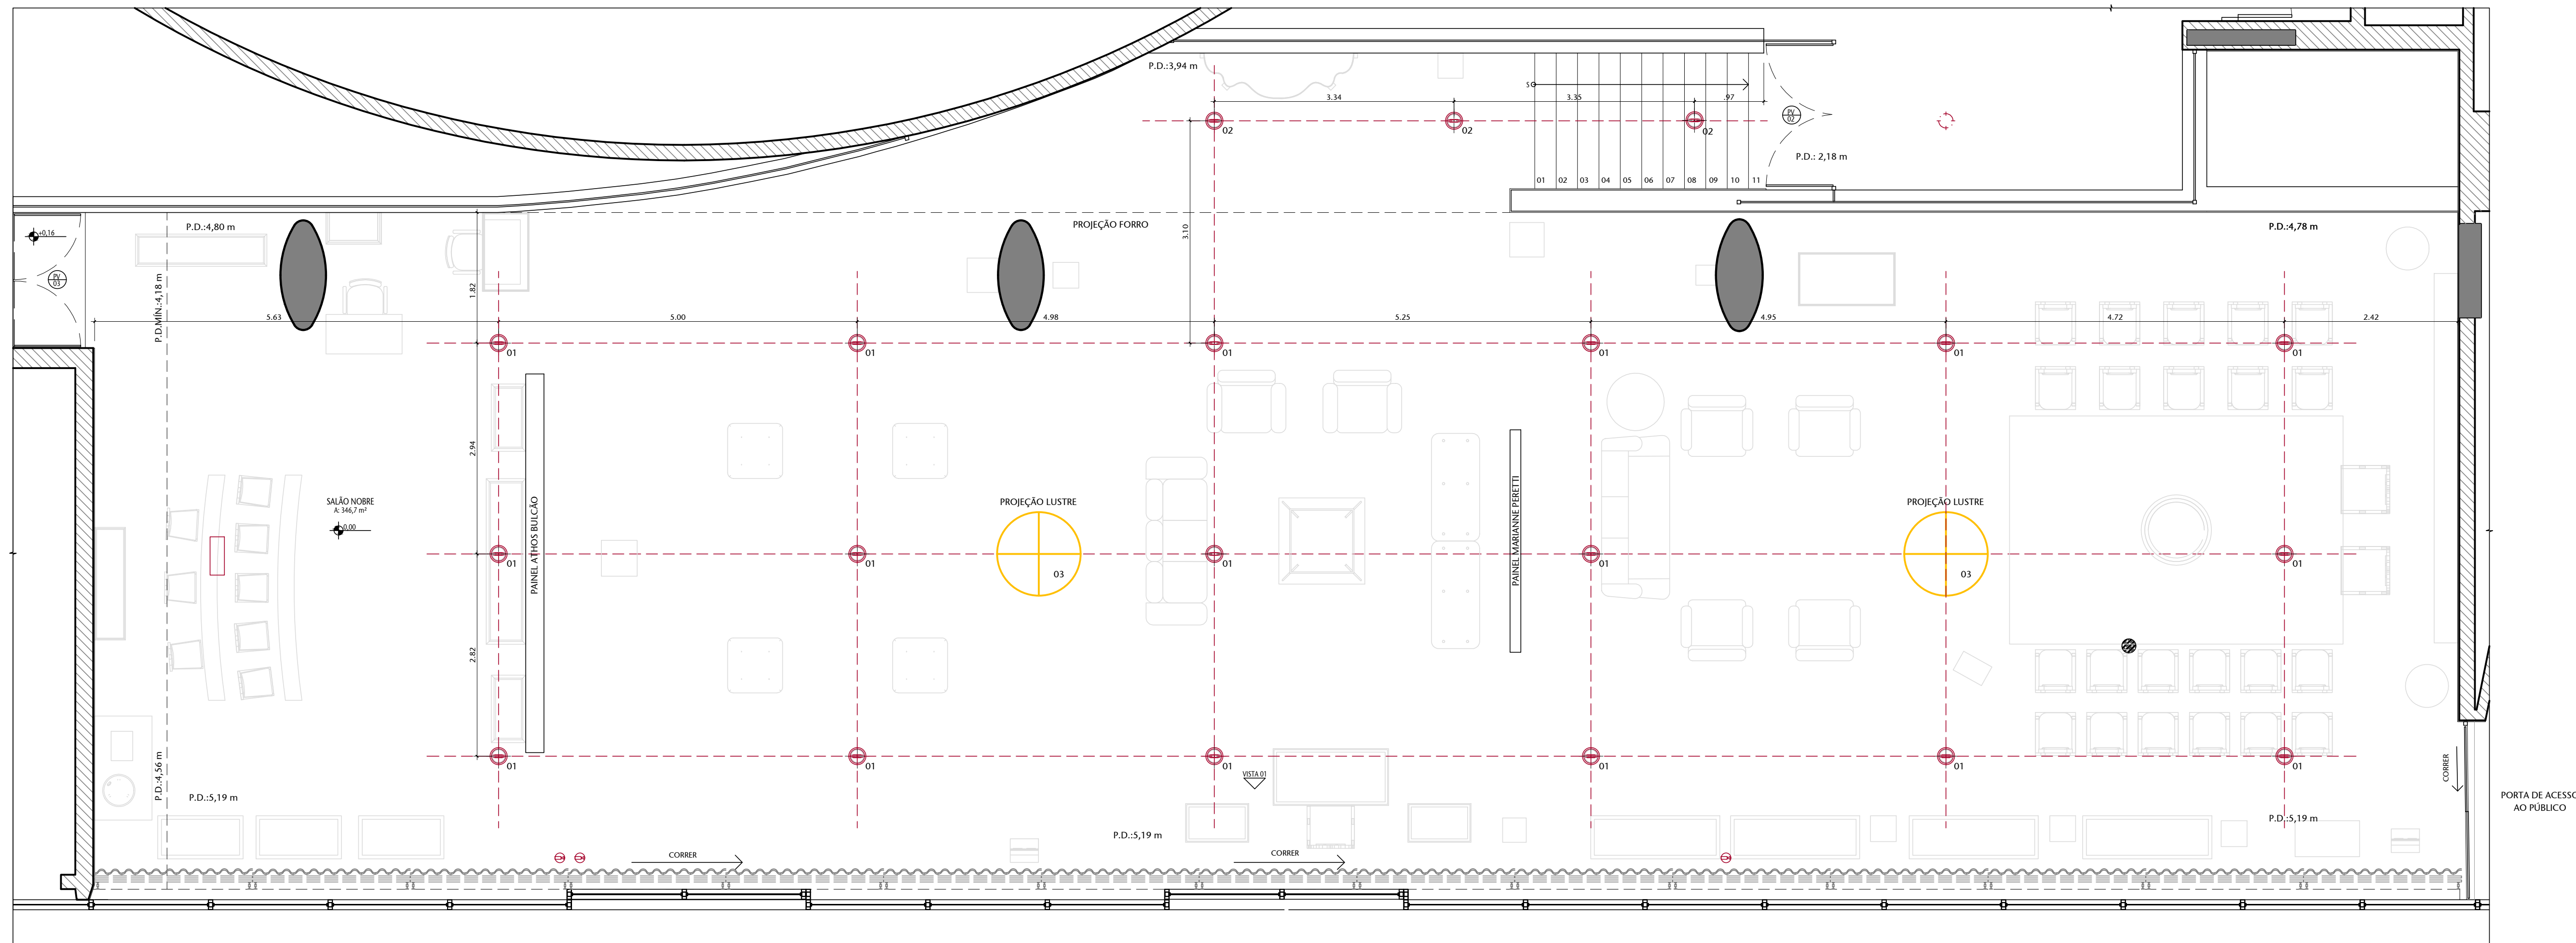 P.D.:3,94 m
3.34
3.35
.97
S
02
02
02
PV
02
P.D.: 2,18 m
01
02
03
04
05
06
07
08
09
10
11
+0,16
PV
03
P.D.:4,80 m
PROJEÇÃO FORRO
3.10
P.D.:4,78 m
P.D.MÍN.:4,18 m
1.82
5.63
5.00
4.98
5.25
4.95
4.72
2.42
01
01
01
01
01
01
2.94
SALÃO NOBRE
A: 346,7 m²
0.00
PAINEL ATHOS BULCÃO
PROJEÇÃO LUSTRE
03
PAINEL MARIANNE PERETTI
PROJEÇÃO LUSTRE
03
01
01
01
01
01
2.82
P.D.:4,56 m
01
01
01
01
01
01
VISTA 01
CORRER
P.D.:5,19 m
P.D.:5,19 m
P.D.:5,19 m
PORTA DE ACESSO
AO PÚBLICO
CORRER
CORRER